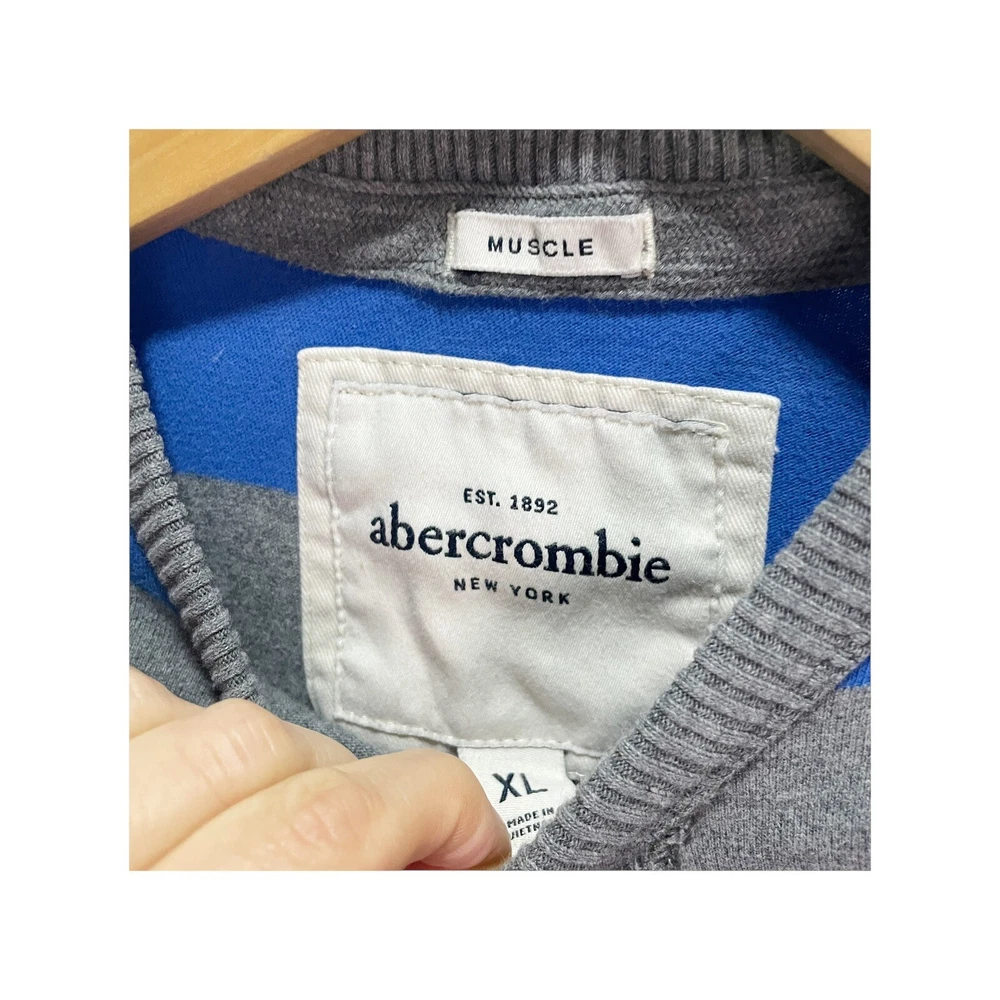 MUSCLE
EST. 1892
abercrombie
NEW YORK
XL
MADE IN